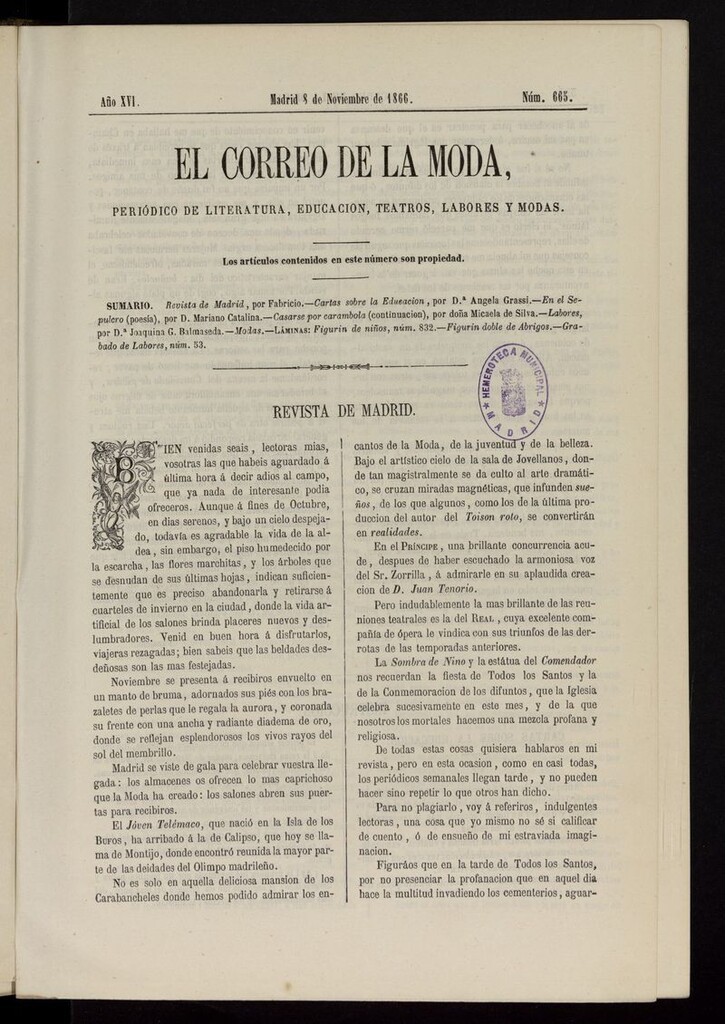 Año XVI.
Madrid 8 de Noviembre de 1866.
Núm. 665.
EL CORREO DE LA MODA,
PERIÓDICO DE LITERATURA, EDUCACION, TEATROS, LABORES Y MODAS.
Los artículos contenidos en este número son propiedad.
SUMARIO. Revista de Madrid, por Fabricio.—Cartas sobre la Educacion, por D.ª Angela Grassi.—En el Se-
pulcro (poesía), por D. Mariano Catalina.—Casarse por carambola (continuacion), por doña Micaela de Silva.—Labores,
por D.ª Joaquina G. Balmaseda.—Modas.—LÁMINAS: Figurin de niños, núm. 832.—Figurin doble de Abrigos.—Gra-
bado de Labores, núm. 53.
HEMEROTECA MUNICIPAL
★ MADRID ★
REVISTA DE MADRID.
BIEN venidas seais, lectoras mias,
vosotras las que habeis aguardado á
última hora á decir adios al campo,
que ya nada de interesante podia
ofreceros. Aunque á fines de Octubre,
en dias serenos, y bajo un cielo despeja-
do, todavía es agradable la vida de la al-
dea, sin embargo, el piso humedecido por
la escarcha, las flores marchitas, y los árboles que
se desnudan de sus últimas hojas, indican suficien-
temente que es preciso abandonarla y retirarse á
cuarteles de invierno en la ciudad, donde la vida ar-
tificial de los salones brinda placeres nuevos y des-
lumbradores. Venid en buen hora á disfrutarlos,
viajeras rezagadas; bien sabeis que las beldades des-
deñosas son las mas festejadas.
Noviembre se presenta á recibiros envuelto en
un manto de bruma, adornados sus piés con los bra-
zaletes de perlas que le regala la aurora, y coronada
su frente con una ancha y radiante diadema de oro,
donde se reflejan esplendorosos los vivos rayos del
sol del membrillo.
Madrid se viste de gala para celebrar vuestra lle-
gada: los almacenes os ofrecen lo mas caprichoso
que la Moda ha creado: los salones abren sus puer-
tas para recibiros.
El Jóven Telémaco, que nació en la Isla de los
BUFOS, ha arribado á la de Calipso, que hoy se lla-
ma de Montijo, donde encontró reunida la mayor par-
te de las deidades del Olimpo madrileño.
No es solo en aquella deliciosa mansion de los
Carabancheles donde hemos podido admirar los en-
cantos de la Moda, de la juventud y de la belleza.
Bajo el artístico cielo de la sala de Jovellanos, don-
de tan magistralmente se da culto al arte dramáti-
co, se cruzan miradas magnéticas, que infunden sue-
ños, de los que algunos, como los de la última pro-
duccion del autor del Toison roto, se convertirán
en realidades.
En el PRÍNCIPE, una brillante concurrencia acu-
de, despues de haber escuchado la armoniosa voz
del Sr. Zorrilla, á admirarle en su aplaudida crea-
cion de D. Juan Tenorio.
Pero indudablemente la mas brillante de las reu-
niones teatrales es la del REAL, cuya excelente com-
pañía de ópera le vindica con sus triunfos de las der-
rotas de las temporadas anteriores.
La Sombra de Nino y la estátua del Comendador
nos recuerdan la fiesta de Todos los Santos y la
de la Conmemoracion de los difuntos, que la Iglesia
celebra sucesivamente en este mes, y de la que
nosotros los mortales hacemos una mezcla profana y
religiosa.
De todas estas cosas quisiera hablaros en mi
revista, pero en esta ocasion, como en casi todas,
los periódicos semanales llegan tarde, y no pueden
hacer sino repetir lo que otros han dicho.
Para no plagiarlo, voy á referiros, indulgentes
lectoras, una cosa que yo mismo no sé si calificar
de cuento, ó de ensueño de mi estraviada imagi-
nacion.
Figuráos que en la tarde de Todos los Santos,
por no presenciar la profanacion que en aquel dia
hace la multitud invadiendo los cementerios, aguar-